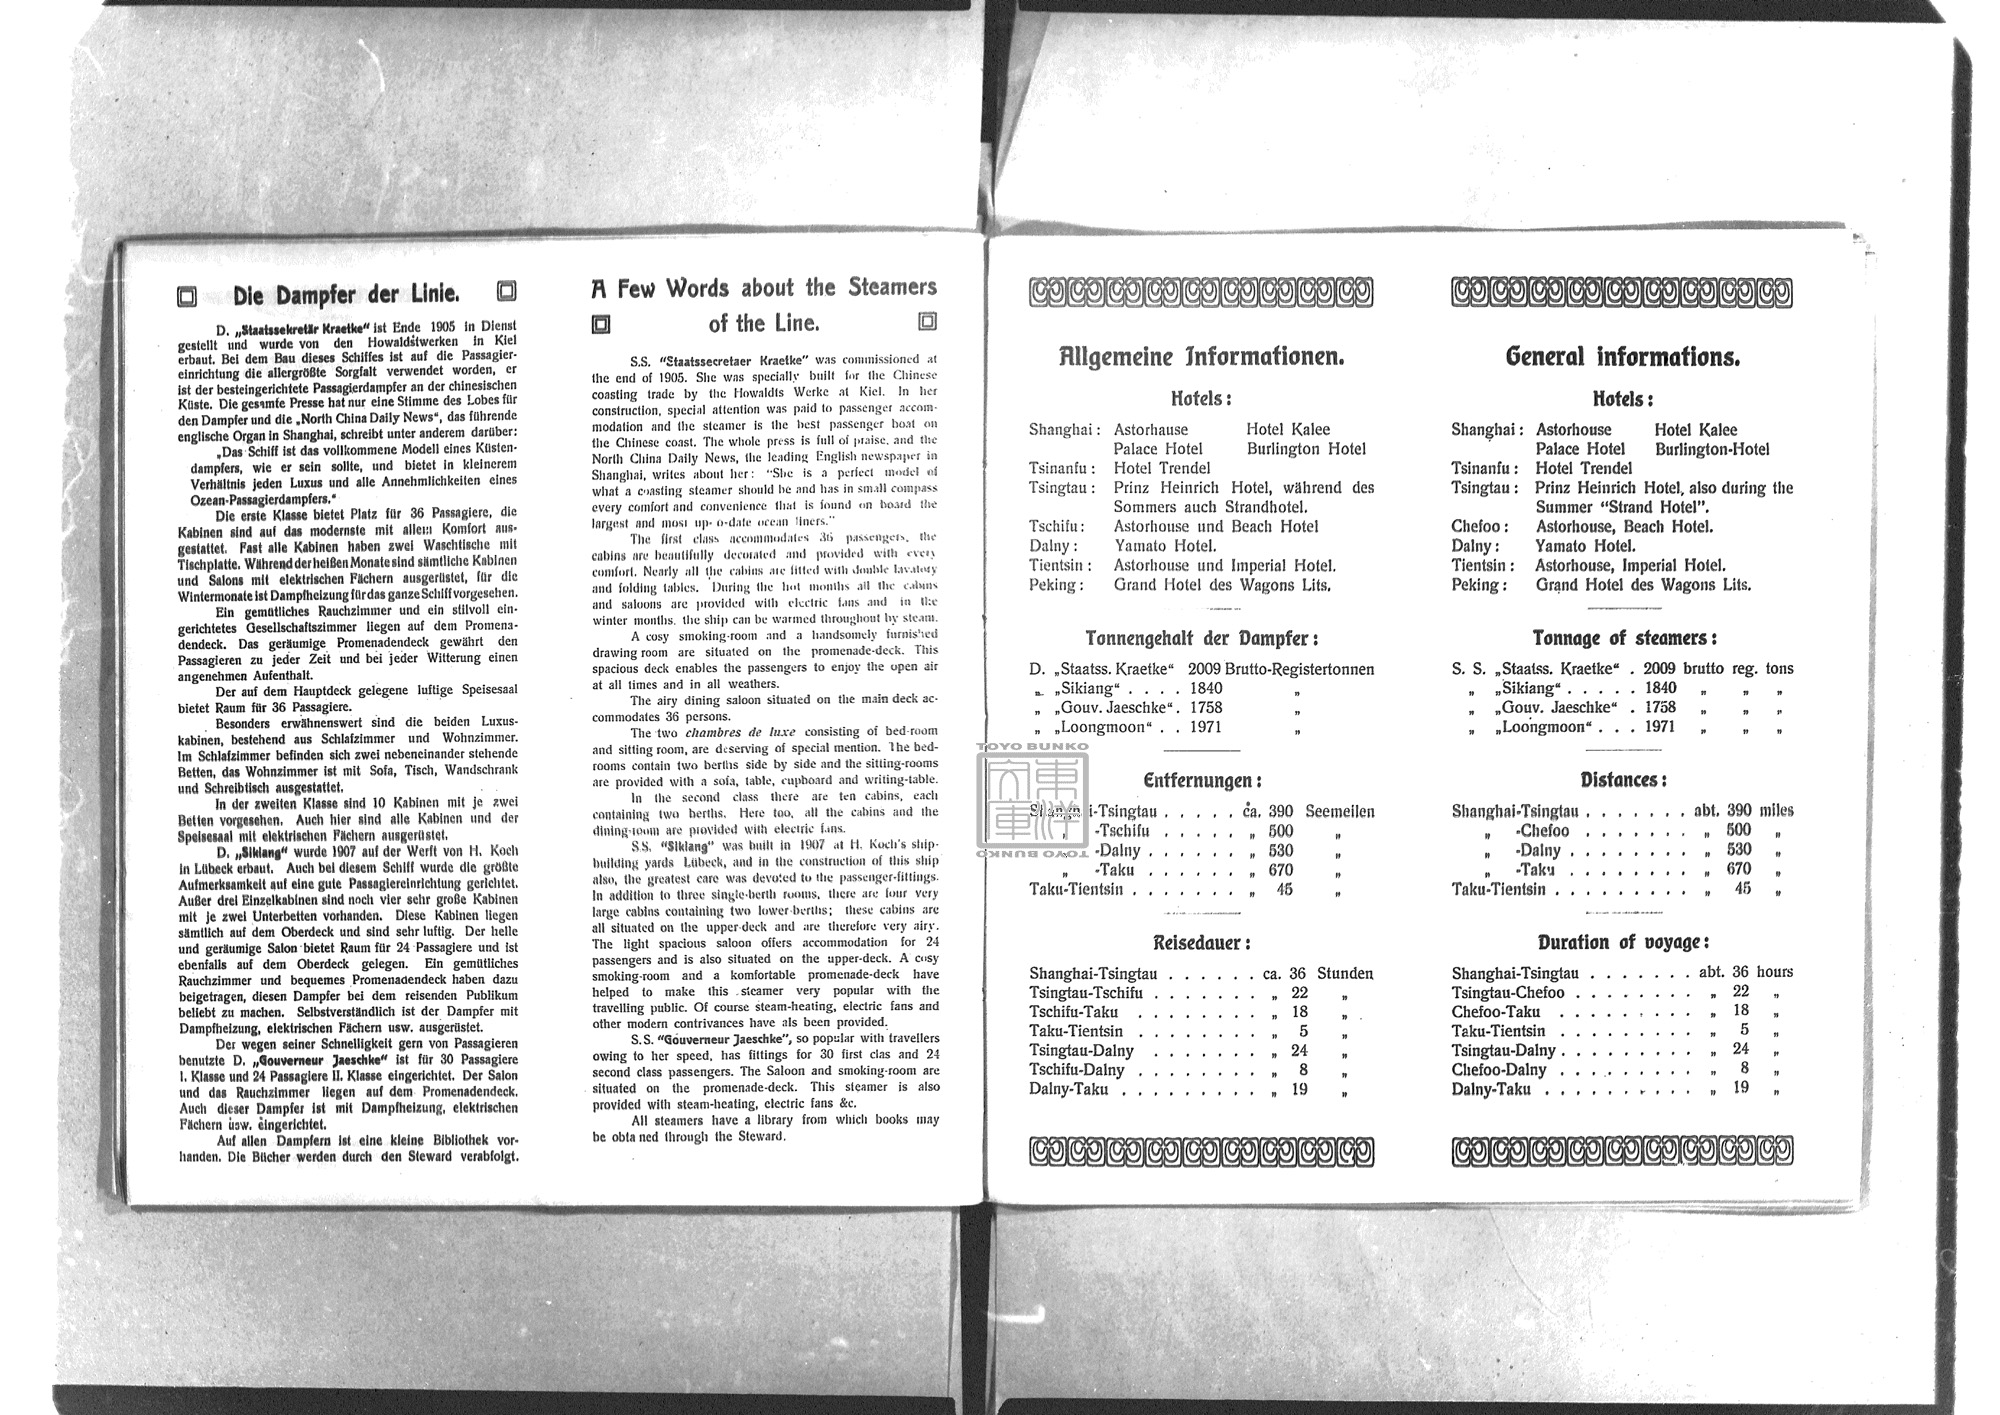 Die Dampfer der Linie.
D. „Staatssekretär Kraetke“ ist Ende 1905 in Dienst
gestellt und wurde von den Howaldstwerken in Kiel
erbaut. Bei dem Bau dieses Schiffes ist auf die Passagier-
einrichtung die allergrößte Sorgfalt verwendet worden, er
ist der besteingerichtete Passagierdampfer an der chinesischen
Küste. Die gesamte Presse hat nur eine Stimme des Lobes für
den Dampfer und die „North China Daily News“, das führende
englische Organ in Shanghai, schreibt unter anderem darüber:
„Das Schiff ist das vollkommene Modell eines Küsten-
dampfers, wie er sein sollte, und bietet in kleinerem
Verhältnis jeden Luxus und alle Annehmlichkeiten eines
Ozean-Passagierdampfers.“
Die erste Klasse bietet Platz für 36 Passagiere, die
Kabinen sind auf das modernste mit allem Komfort aus-
gestattet. Fast alle Kabinen haben zwei Waschtische mit
Tischplatte. Während der heißen Monate sind sämtliche Kabinen
und Salons mit elektrischen Fächern ausgerüstet, für die
Wintermonate ist Dampfheizung für das ganze Schiff vorgesehen.
Ein gemütliches Rauchzimmer und ein stilvoll ein-
gerichtetes Gesellschaftszimmer liegen auf dem Promena-
dendeck. Das geräumige Promenadendeck gewährt den
Passagieren zu jeder Zeit und bei jeder Witterung einen
angenehmen Aufenthalt.
Der auf dem Hauptdeck gelegene luftige Speisesaal
bietet Raum für 36 Passagiere.
Besonders erwähnenswert sind die beiden Luxus-
kabinen, bestehend aus Schlafzimmer und Wohnzimmer.
Im Schlafzimmer befinden sich zwei nebeneinander stehende
Betten, das Wohnzimmer ist mit Sofa, Tisch, Wandschrank
und Schreibtisch ausgestattet.
In der zweiten Klasse sind 10 Kabinen mit je zwei
Betten vorgesehen. Auch hier sind alle Kabinen und der
Speisesaal mit elektrischen Fächern ausgerüstet.
D. „Sikiang“ wurde 1907 auf der Werft von H. Koch
in Lübeck erbaut. Auch bei diesem Schiff wurde die größte
Aufmerksamkeit auf eine gute Passagiereinrichtung gerichtet.
Außer drei Einzelkabinen sind noch vier sehr große Kabinen
mit je zwei Unterbetten vorhanden. Diese Kabinen liegen
sämtlich auf dem Oberdeck und sind sehr luftig. Der helle
und geräumige Salon bietet Raum für 24 Passagiere und ist
ebenfalls auf dem Oberdeck gelegen. Ein gemütliches
Rauchzimmer und bequemes Promenadendeck haben dazu
beigetragen, diesen Dampfer bei dem reisenden Publikum
beliebt zu machen. Selbstverständlich ist der Dampfer mit
Dampfheizung, elektrischen Fächern usw. ausgerüstet.
Der wegen seiner Schnelligkeit gern von Passagieren
benutzte D. „Gouverneur Jaeschke“ ist für 30 Passagiere
I. Klasse und 24 Passagiere II. Klasse eingerichtet. Der Salon
und das Rauchzimmer liegen auf dem Promenadendeck.
Auch dieser Dampfer ist mit Dampfheizung, elektrischen
Fächern usw. eingerichtet.
Auf allen Dampfern ist eine kleine Bibliothek vor-
handen. Die Bücher werden durch den Steward verabfolgt.
A Few Words about the Steamers
of the Line.
S.S. "Staatssecretaer Kraetke" was commissioned at
the end of 1905. She was specially built for the Chinese
coasting trade by the Howaldts Werke at Kiel. In her
construction, special attention was paid to passenger accom-
modation and the steamer is the best passenger boat on
the Chinese coast. The whole press is full of praise, and the
North China Daily News, the leading English newspaper in
Shanghai, writes about her: "She is a perfect model of
what a coasting steamer should be and has in small compass
every comfort and convenience that is found on board the
largest and most up- o-date ocean liners."
The first class accommodates 36 passengers, the
cabins are beautifully decorated and provided with every
comfort. Nearly all the cabins are fitted with double lavatory
and folding tables. During the hot months all the cabins
and saloons are provided with electric fans and in the
winter months, the ship can be warmed throughout by steam.
A cosy smoking-room and a handsomely furnished
drawing room are situated on the promenade-deck. This
spacious deck enables the passengers to enjoy the open air
at all times and in all weathers.
The airy dining saloon situated on the main deck ac-
commodates 36 persons.
The two chambres de luxe consisting of bed-room
and sitting room, are deserving of special mention. The bed-
rooms contain two berths side by side and the sitting-rooms
are provided with a sofa, table, cupboard and writing-table.
In the second class there are ten cabins, each
containing two berths. Here too, all the cabins and the
dining-room are provided with electric fans.
S.S. "Sikiang" was built in 1907 at H. Koch's ship-
building yards Lübeck, and in the construction of this ship
also, the greatest care was devoted to the passenger-fittings.
In addition to three single-berth rooms, there are four very
large cabins containing two lower-berths; these cabins are
all situated on the upper-deck and are therefore very airy.
The light spacious saloon offers accommodation for 24
passengers and is also situated on the upper-deck. A cosy
smoking-room and a komfortable promenade-deck have
helped to make this steamer very popular with the
travelling public. Of course steam-heating, electric fans and
other modern contrivances have als been provided.
S.S. "Gouverneur Jaeschke", so popular with travellers
owing to her speed, has fittings for 30 first clas and 24
second class passengers. The Saloon and smoking-room are
situated on the promenade-deck. This steamer is also
provided with steam-heating, electric fans &c.
All steamers have a library from which books may
be obta ned through the Steward.
Allgemeine Informationen.
Hotels:
Shanghai: Astorhause Hotel Kalee
Palace Hotel Burlington Hotel
Tsinanfu: Hotel Trendel
Tsingtau: Prinz Heinrich Hotel, während des
Sommers auch Strandhotel.
Tschifu: Astorhouse und Beach Hotel
Dalny: Yamato Hotel.
Tientsin: Astorhouse und Imperial Hotel.
Peking: Grand Hotel des Wagons Lits.
Tonnengehalt der Dampfer:
D. „Staatss. Kraetke“ 2009 Brutto-Registertonnen
„ „Sikiang“ . . . . 1840 „
„ „Gouv. Jaeschke“ . 1758 „
„ „Loongmoon“ . . 1971 „
Entfernungen:
Shanghai-Tsingtau . . . . . ca. 390 Seemeilen
„ -Tschifu . . . . . „ 500 „
„ -Dalny . . . . . . „ 530 „
„ -Taku . . . . . . „ 670 „
Taku-Tientsin . . . . . . . . „ 45 „
Reisedauer:
Shanghai-Tsingtau . . . . . . ca. 36 Stunden
Tsingtau-Tschifu . . . . . . . „ 22 „
Tschifu-Taku . . . . . . . . „ 18 „
Taku-Tientsin . . . . . . . . „ 5 „
Tsingtau-Dalny . . . . . . . „ 24 „
Tschifu-Dalny . . . . . . . . „ 8 „
Dalny-Taku . . . . . . . . . „ 19 „
General informations.
Hotels:
Shanghai: Astorhouse Hotel Kalee
Palace Hotel Burlington-Hotel
Tsinanfu: Hotel Trendel
Tsingtau: Prinz Heinrich Hotel, also during the
Summer "Strand Hotel".
Chefoo: Astorhouse, Beach Hotel.
Dalny: Yamato Hotel.
Tientsin: Astorhouse, Imperial Hotel.
Peking: Grand Hotel des Wagons Lits.
Tonnage of steamers:
S. S. „Staatss. Kraetke“ . 2009 brutto reg. tons
„ „Sikiang“ . . . . . 1840 „ „ „
„ „Gouv. Jaeschke“ . 1758 „ „ „
„ „Loongmoon“ . . . 1971 „ „ „
Distances:
Shanghai-Tsingtau . . . . . . . abt. 390 miles
„ -Chefoo . . . . . . . „ 500 „
„ -Dalny . . . . . . . . „ 530 „
„ -Taku . . . . . . . . „ 670 „
Taku-Tientsin . . . . . . . . . „ 45 „
Duration of voyage:
Shanghai-Tsingtau . . . . . . . abt. 36 hours
Tsingtau-Chefoo . . . . . . . . „ 22 „
Chefoo-Taku . . . . . . . . . „ 18 „
Taku-Tientsin . . . . . . . . . „ 5 „
Tsingtau-Dalny . . . . . . . . . „ 24 „
Chefoo-Dalny . . . . . . . . . „ 8 „
Dalny-Taku . . . . . . . . . . „ 19 „
TOYO BUNKO
東洋文庫
TOYO BUNKO